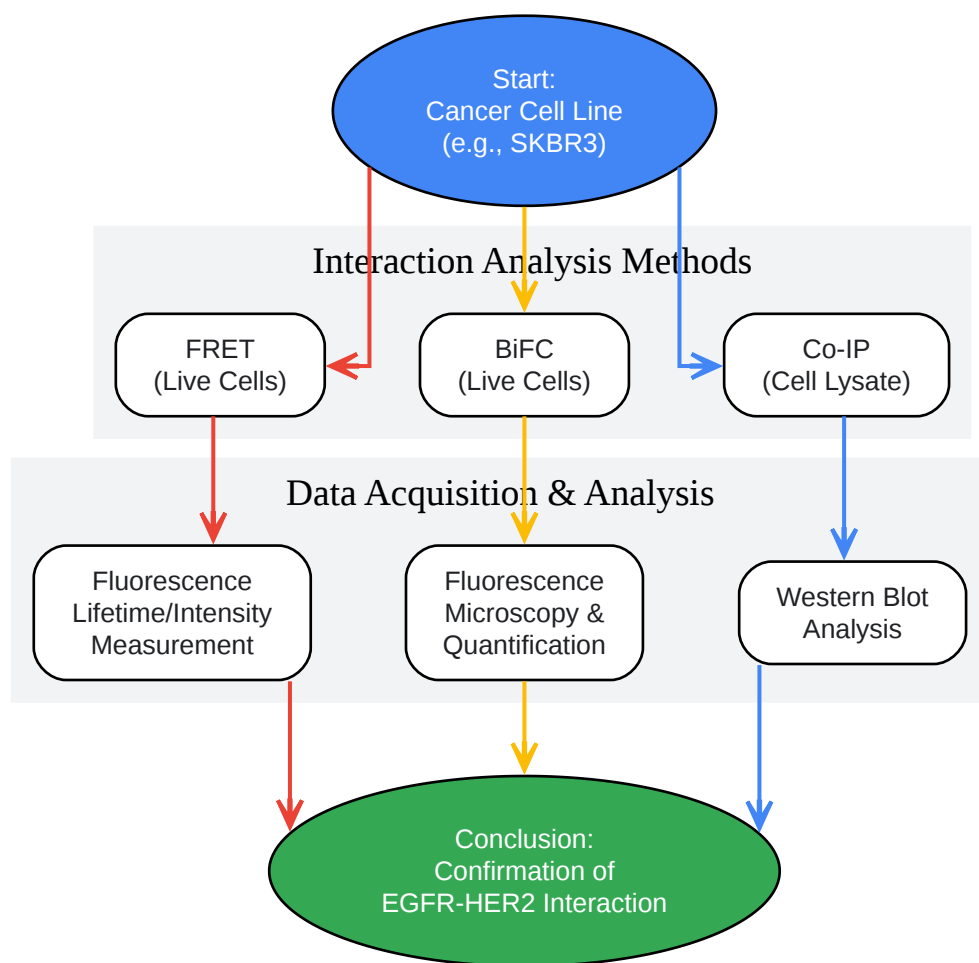 Start:
Cancer Cell Line
(e.g., SKBR3)
Interaction Analysis Methods
FRET
(Live Cells)
BiFC
(Live Cells)
Co-IP
(Cell Lysate)
Data Acquisition & Analysis
Fluorescence
Lifetime/Intensity
Measurement
Fluorescence
Microscopy &
Quantification
Western Blot
Analysis
Conclusion:
Confirmation of
EGFR-HER2 Interaction